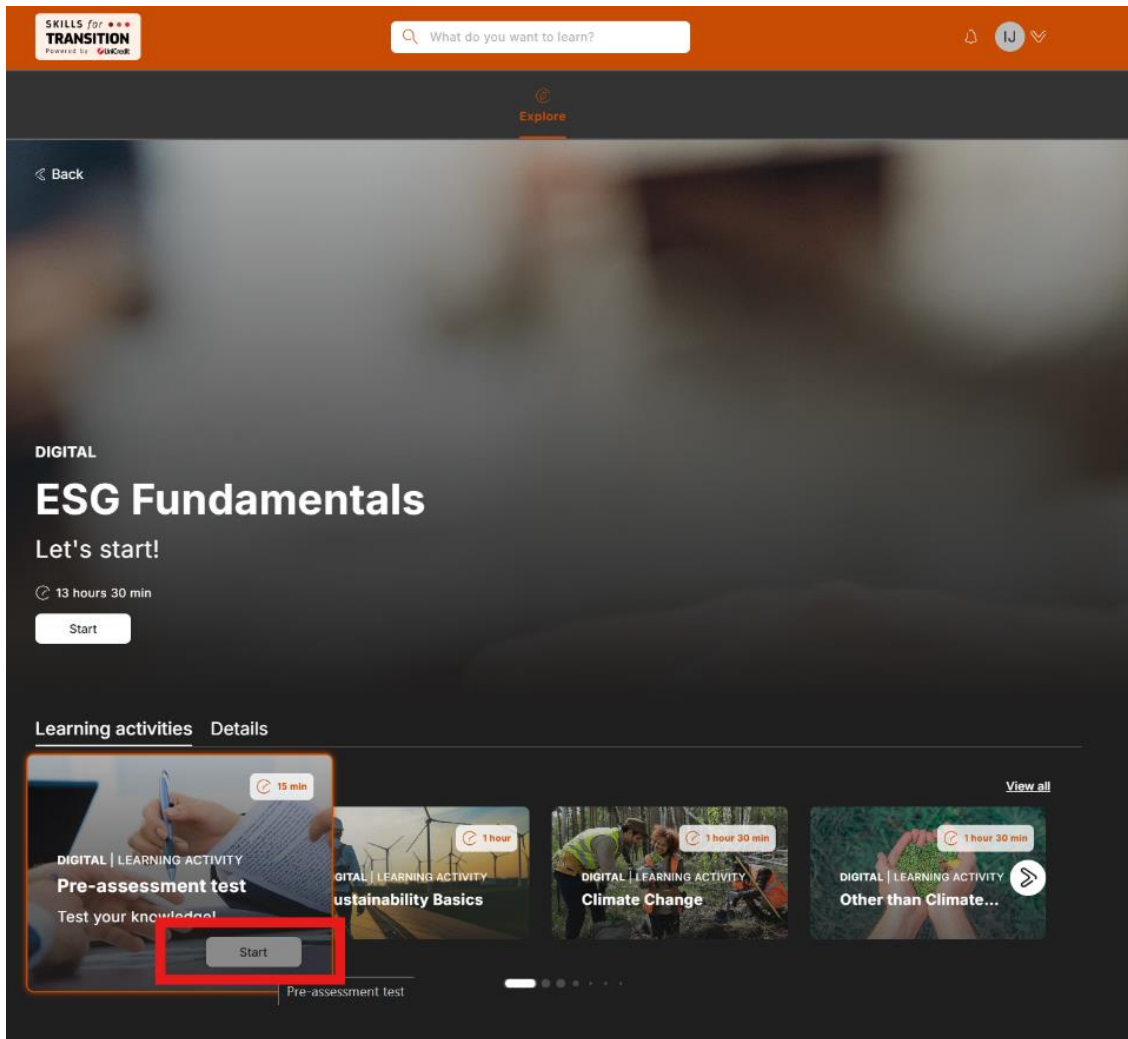 SKILLS for
TRANSITION
Powered by UniCredit
What do you want to learn?
IJ
Explore
Back
DIGITAL
ESG Fundamentals
Let's start!
13 hours 30 min
Start
Learning activities Details
View all
15 min
DIGITAL | LEARNING ACTIVITY
Pre-assessment test
Test your knowledge!
Start
1 hour
GITAL | LEARNING ACTIVITY
ustainability Basics
1 hour 30 min
DIGITAL | LEARNING ACTIVITY
Climate Change
1 hour 30 min
DIGITAL | LEARNING ACTIVITY
Other than Climate...
Pre-assessment test